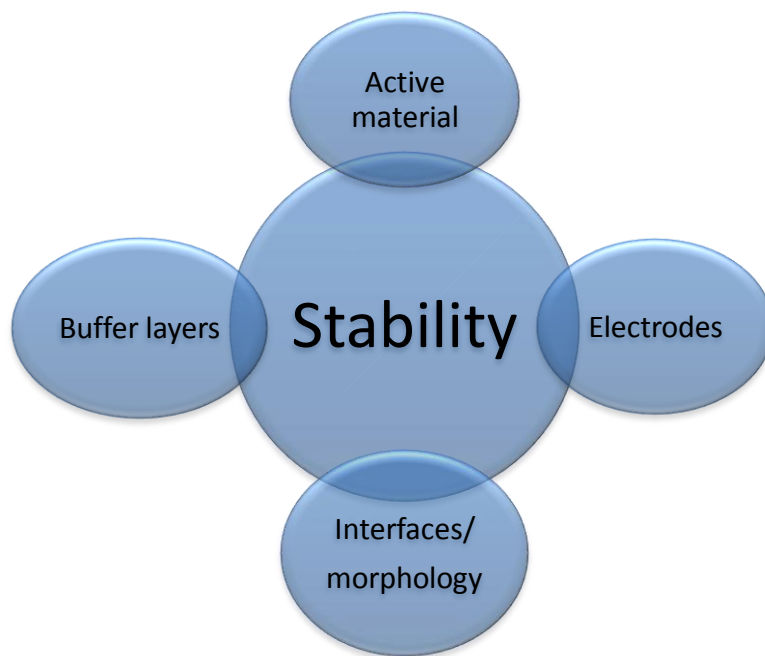 Active
material
Buffer layers
Stability
Electrodes
Interfaces/
morphology